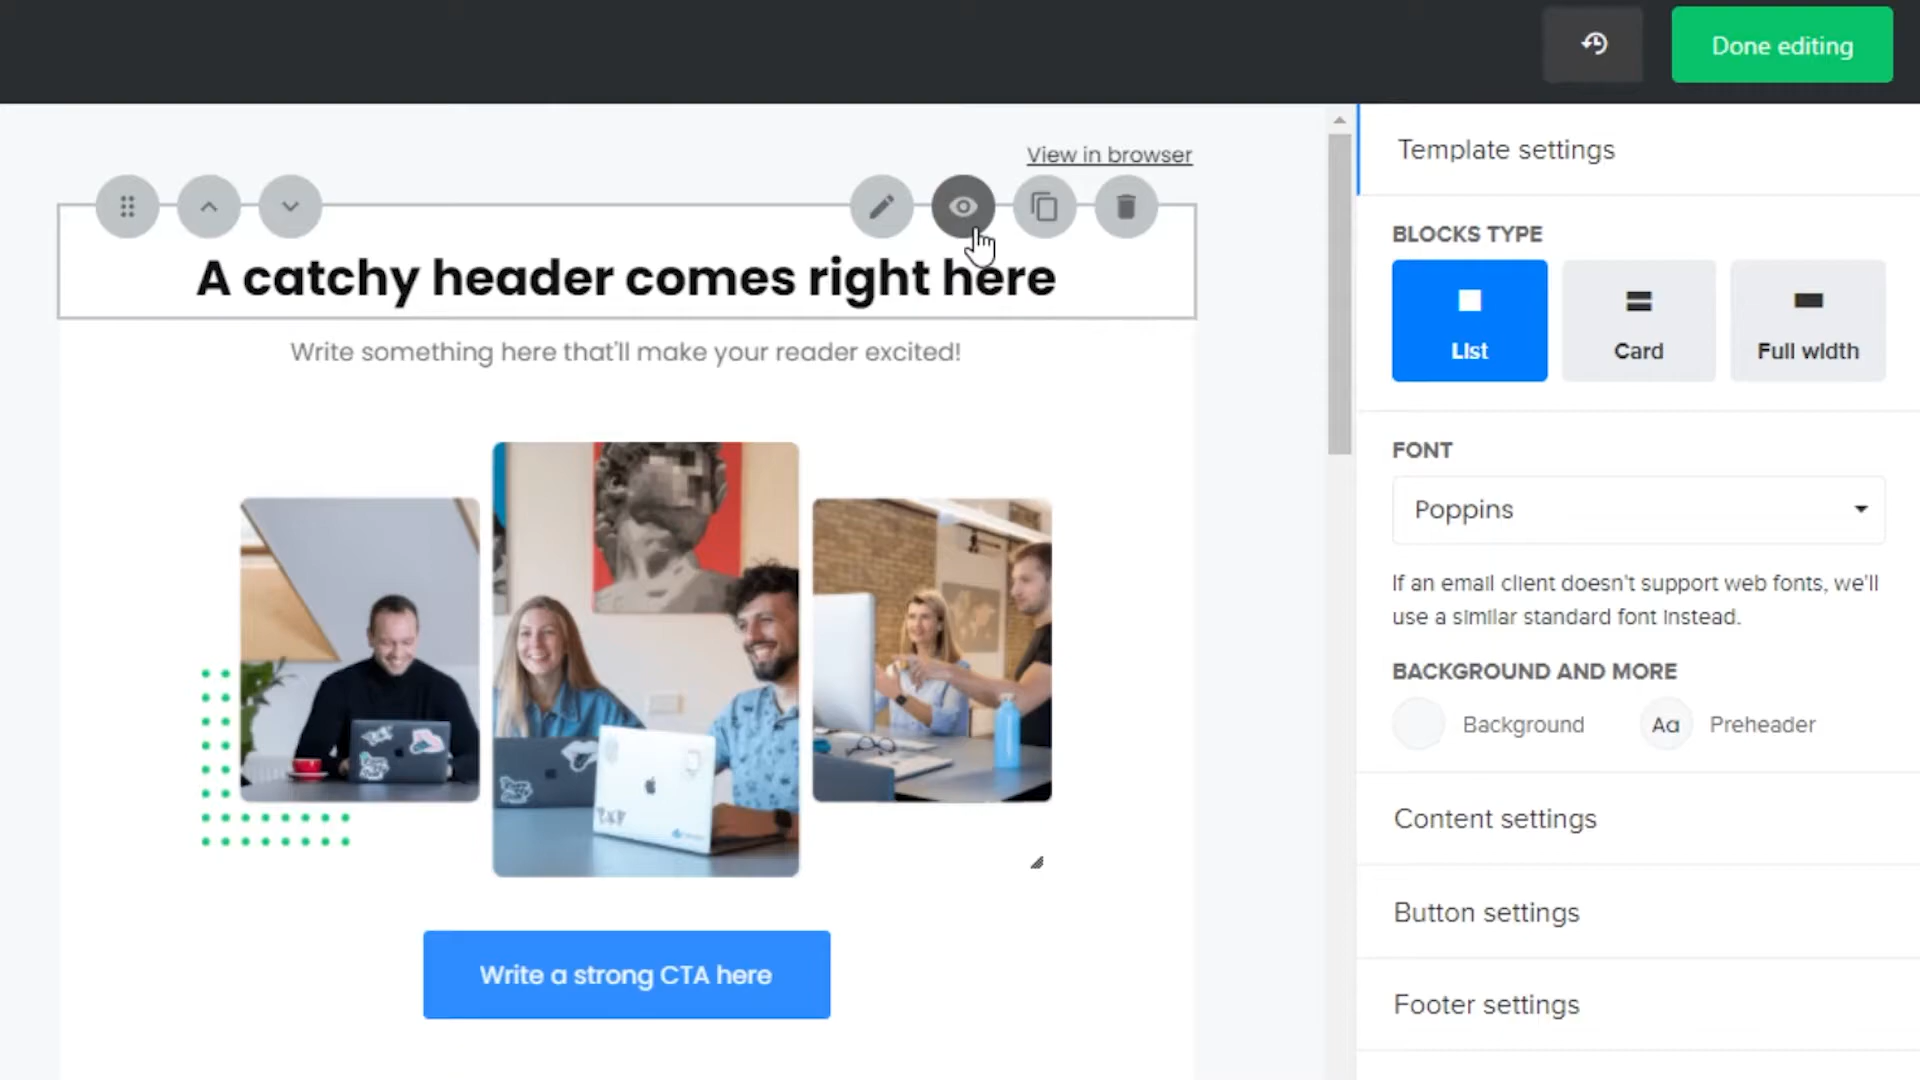 Done editing
View in browser
A catchy header comes right here
Write something here that'll make your reader excited!
Write a strong CTA here
Template settings
BLOCKS TYPE
List
Card
Full width
FONT
Poppins
If an email client doesn't support web fonts, we'll
use a similar standard font instead.
BACKGROUND AND MORE
Background
Aa
Preheader
Content settings
Button settings
Footer settings